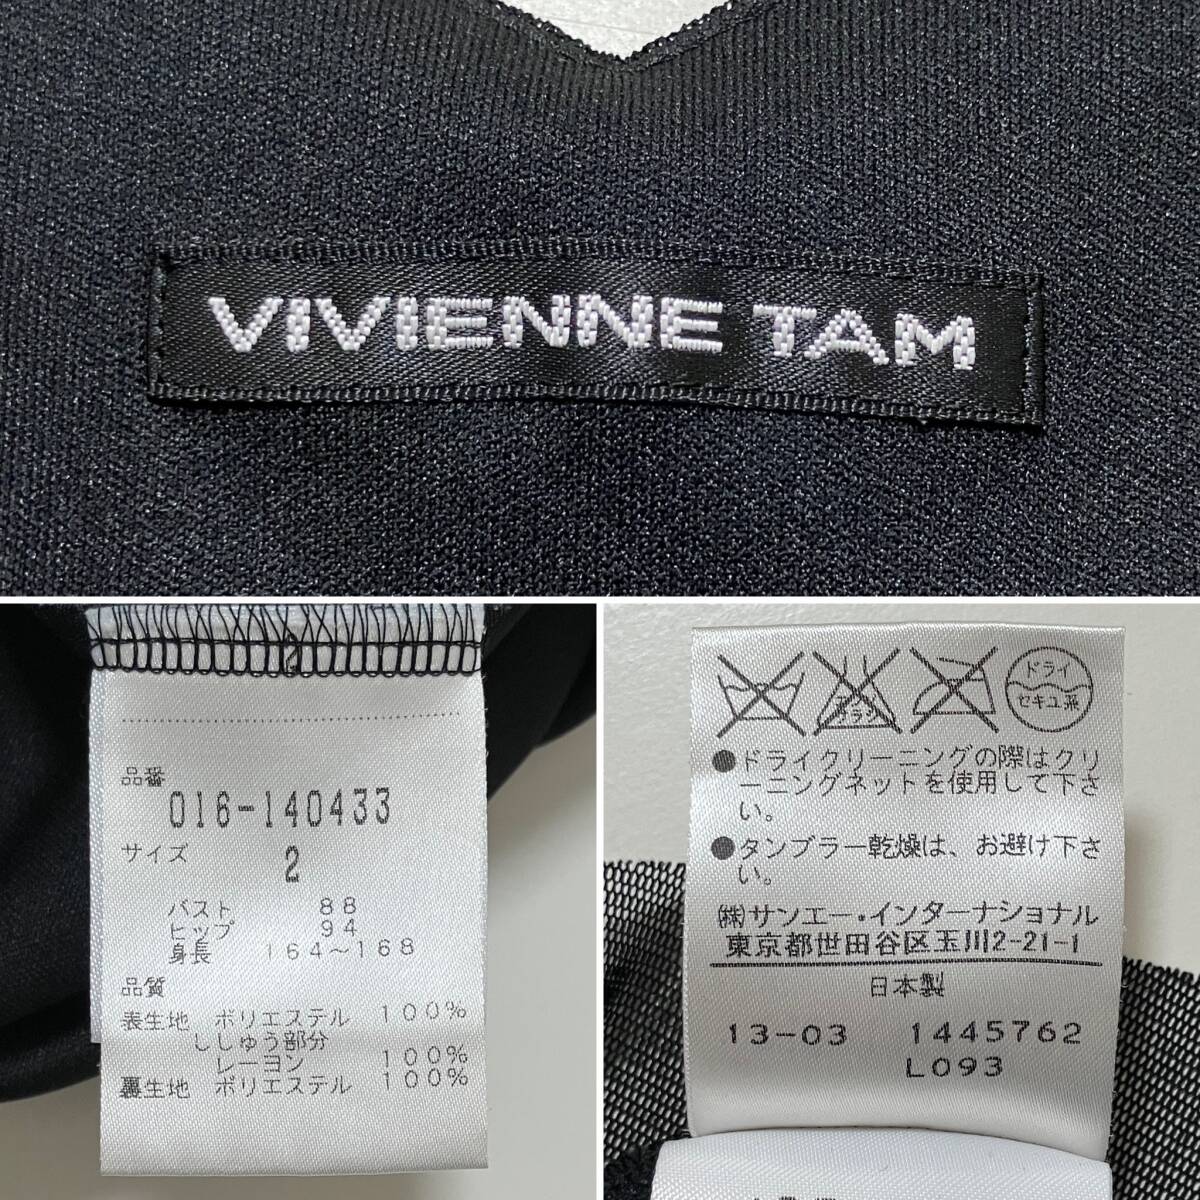 VIVIENNE TAM
品番
016-140433
サイズ
2
バスト 88
ヒップ 94
身長 164～168
品質
表生地 ポリエステル 100%
ししゅう部分
レーヨン 100%
裏生地 ポリエステル 100%
ドライ
セキユ系
●ドライクリーニングの際はクリ
ーニングネットを使用して下さ
い。
●タンブラー乾燥は、お避け下さ
い。
㈱サンエー・インターナショナル
東京都世田谷区玉川2-21-1
日本製
13-03 1445762
L093